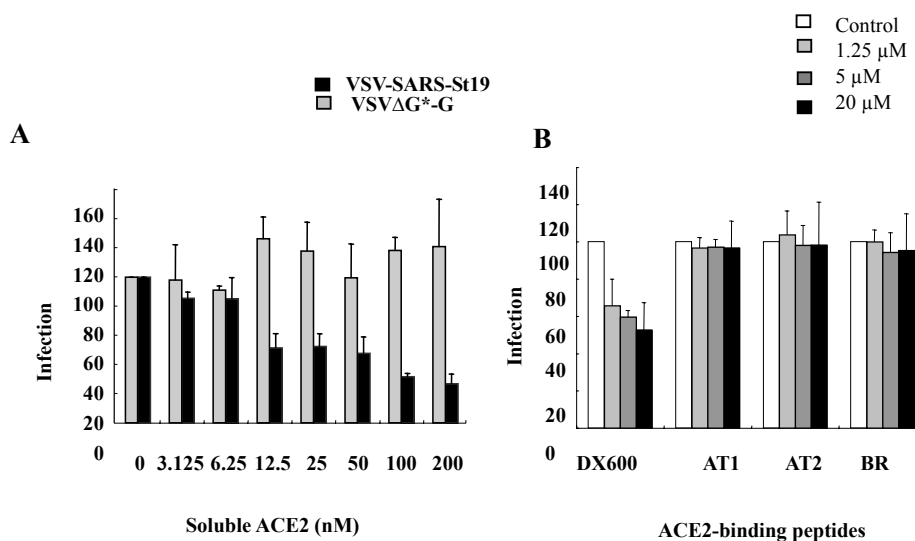 Control
1.25 µM
5 µM
20 µM
VSV-SARS-St19
VSVΔG*-G
A
B
Infection
160
140
120
100
80
60
40
20
0
0 3.125 6.25 12.5 25 50 100 200
Soluble ACE2 (nM)
Infection
140
120
100
80
60
40
20
0
DX600 AT1 AT2 BR
ACE2-binding peptides